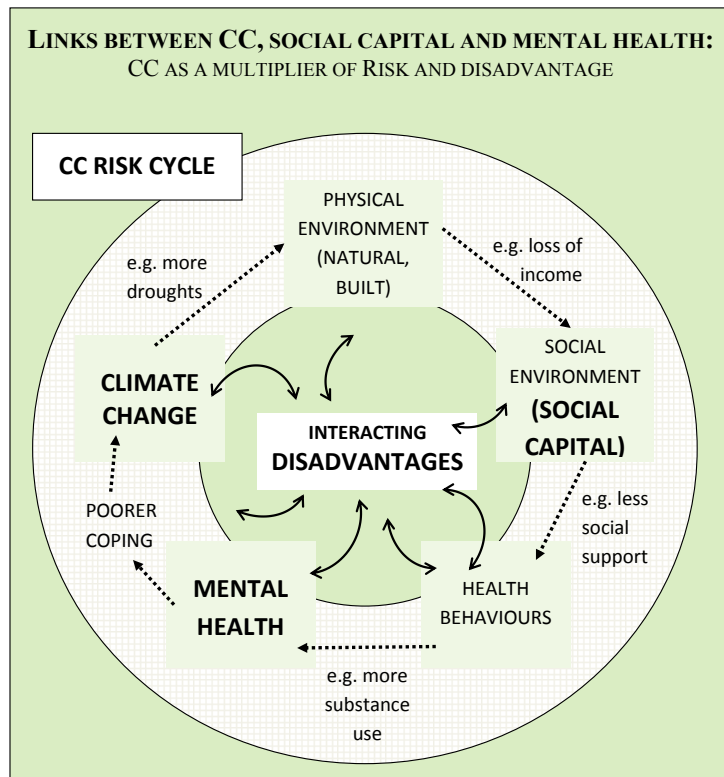 LINKS BETWEEN CC, SOCIAL CAPITAL AND MENTAL HEALTH:
CC AS A MULTIPLIER OF RISK AND DISADVANTAGE
CC RISK CYCLE
PHYSICAL
ENVIRONMENT
(NATURAL,
BUILT)
e.g. more
droughts
e.g. loss of
income
CLIMATE
CHANGE
SOCIAL
ENVIRONMENT
(SOCIAL
CAPITAL)
INTERACTING
DISADVANTAGES
POORER
COPING
e.g. less
social
support
MENTAL
HEALTH
HEALTH
BEHAVIOURS
e.g. more
substance
use